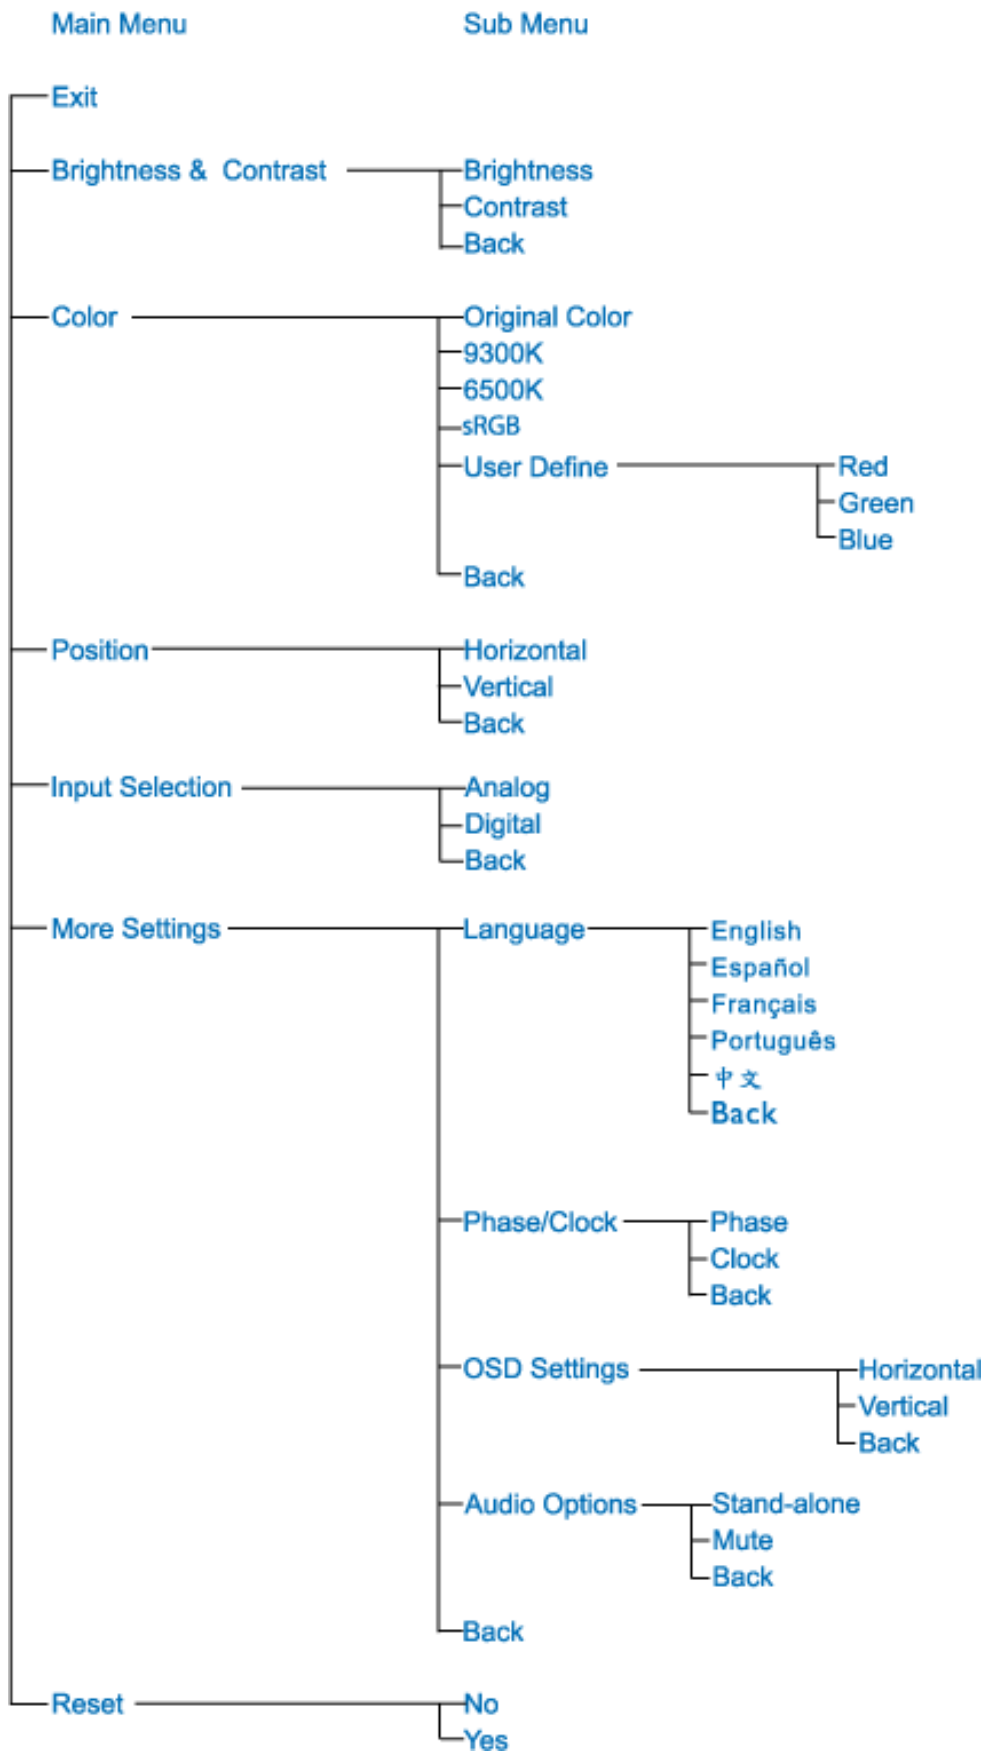 Main Menu Sub Menu
Exit
Brightness & Contrast Brightness
Contrast
Back
Color Original Color
9300K
6500K
sRGB
User Define Red
Green
Blue
Back
Position Horizontal
Vertical
Back
Input Selection Analog
Digital
Back
More Settings Language English
Español
Français
Português
中文
Back
Phase/Clock Phase
Clock
Back
OSD Settings Horizontal
Vertical
Back
Audio Options Stand-alone
Mute
Back
Back
Reset No
Yes